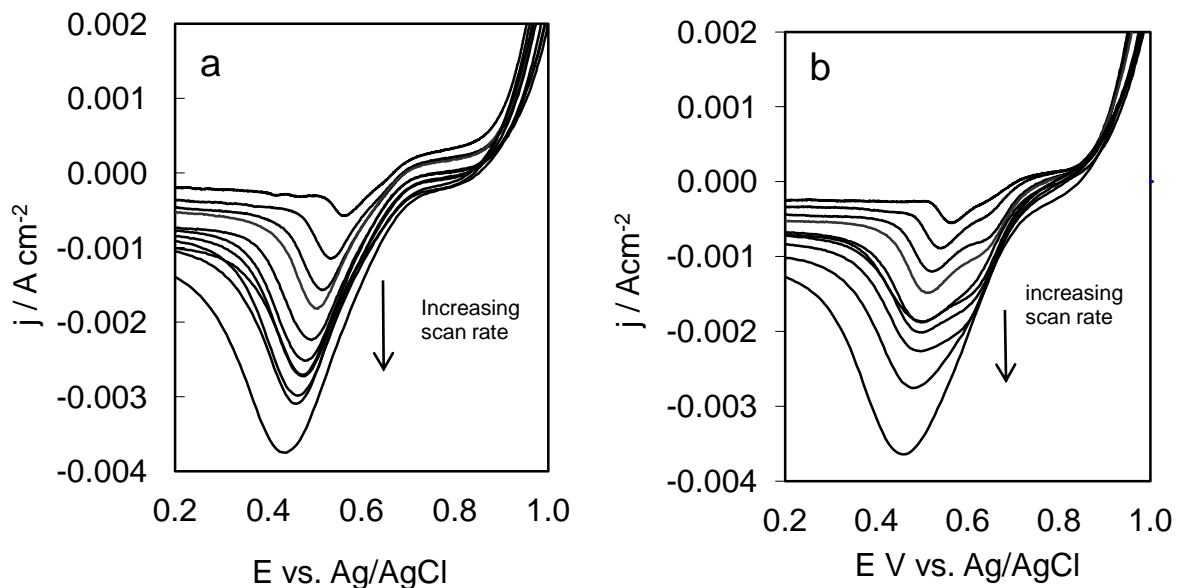 a
0.002
0.001
0.000
-0.001
-0.002
-0.003
-0.004
j / A cm-2
Increasing
scan rate
0.2 0.4 0.6 0.8 1.0
E vs. Ag/AgCl
b
0.002
0.001
0.000
-0.001
-0.002
-0.003
-0.004
j / Acm-2
increasing
scan rate
0.2 0.4 0.6 0.8 1.0
E V vs. Ag/AgCl